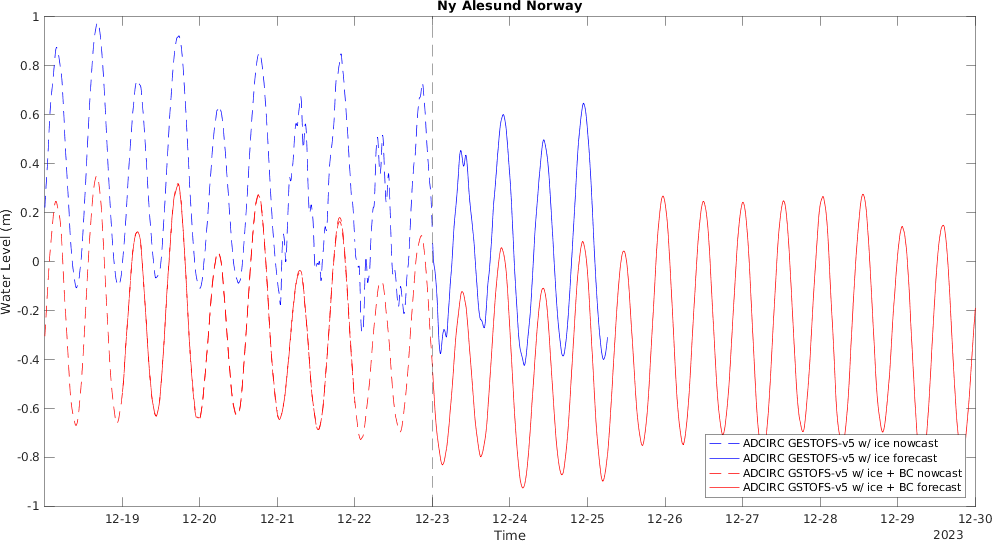 Ny Alesund Norway
1
0.8
0.6
0.4
0.2
0
-0.2
-0.4
-0.6
-0.8
-1
Water Level (m)
ADCIRC GESTOFS-v5 w/ ice nowcast
ADCIRC GESTOFS-v5 w/ ice forecast
ADCIRC GSTOFS-v5 w/ ice + BC nowcast
ADCIRC GSTOFS-v5 w/ ice + BC forecast
12-19 12-20 12-21 12-22 12-23 12-24 12-25 12-26 12-27 12-28 12-29 12-30
Time
2023